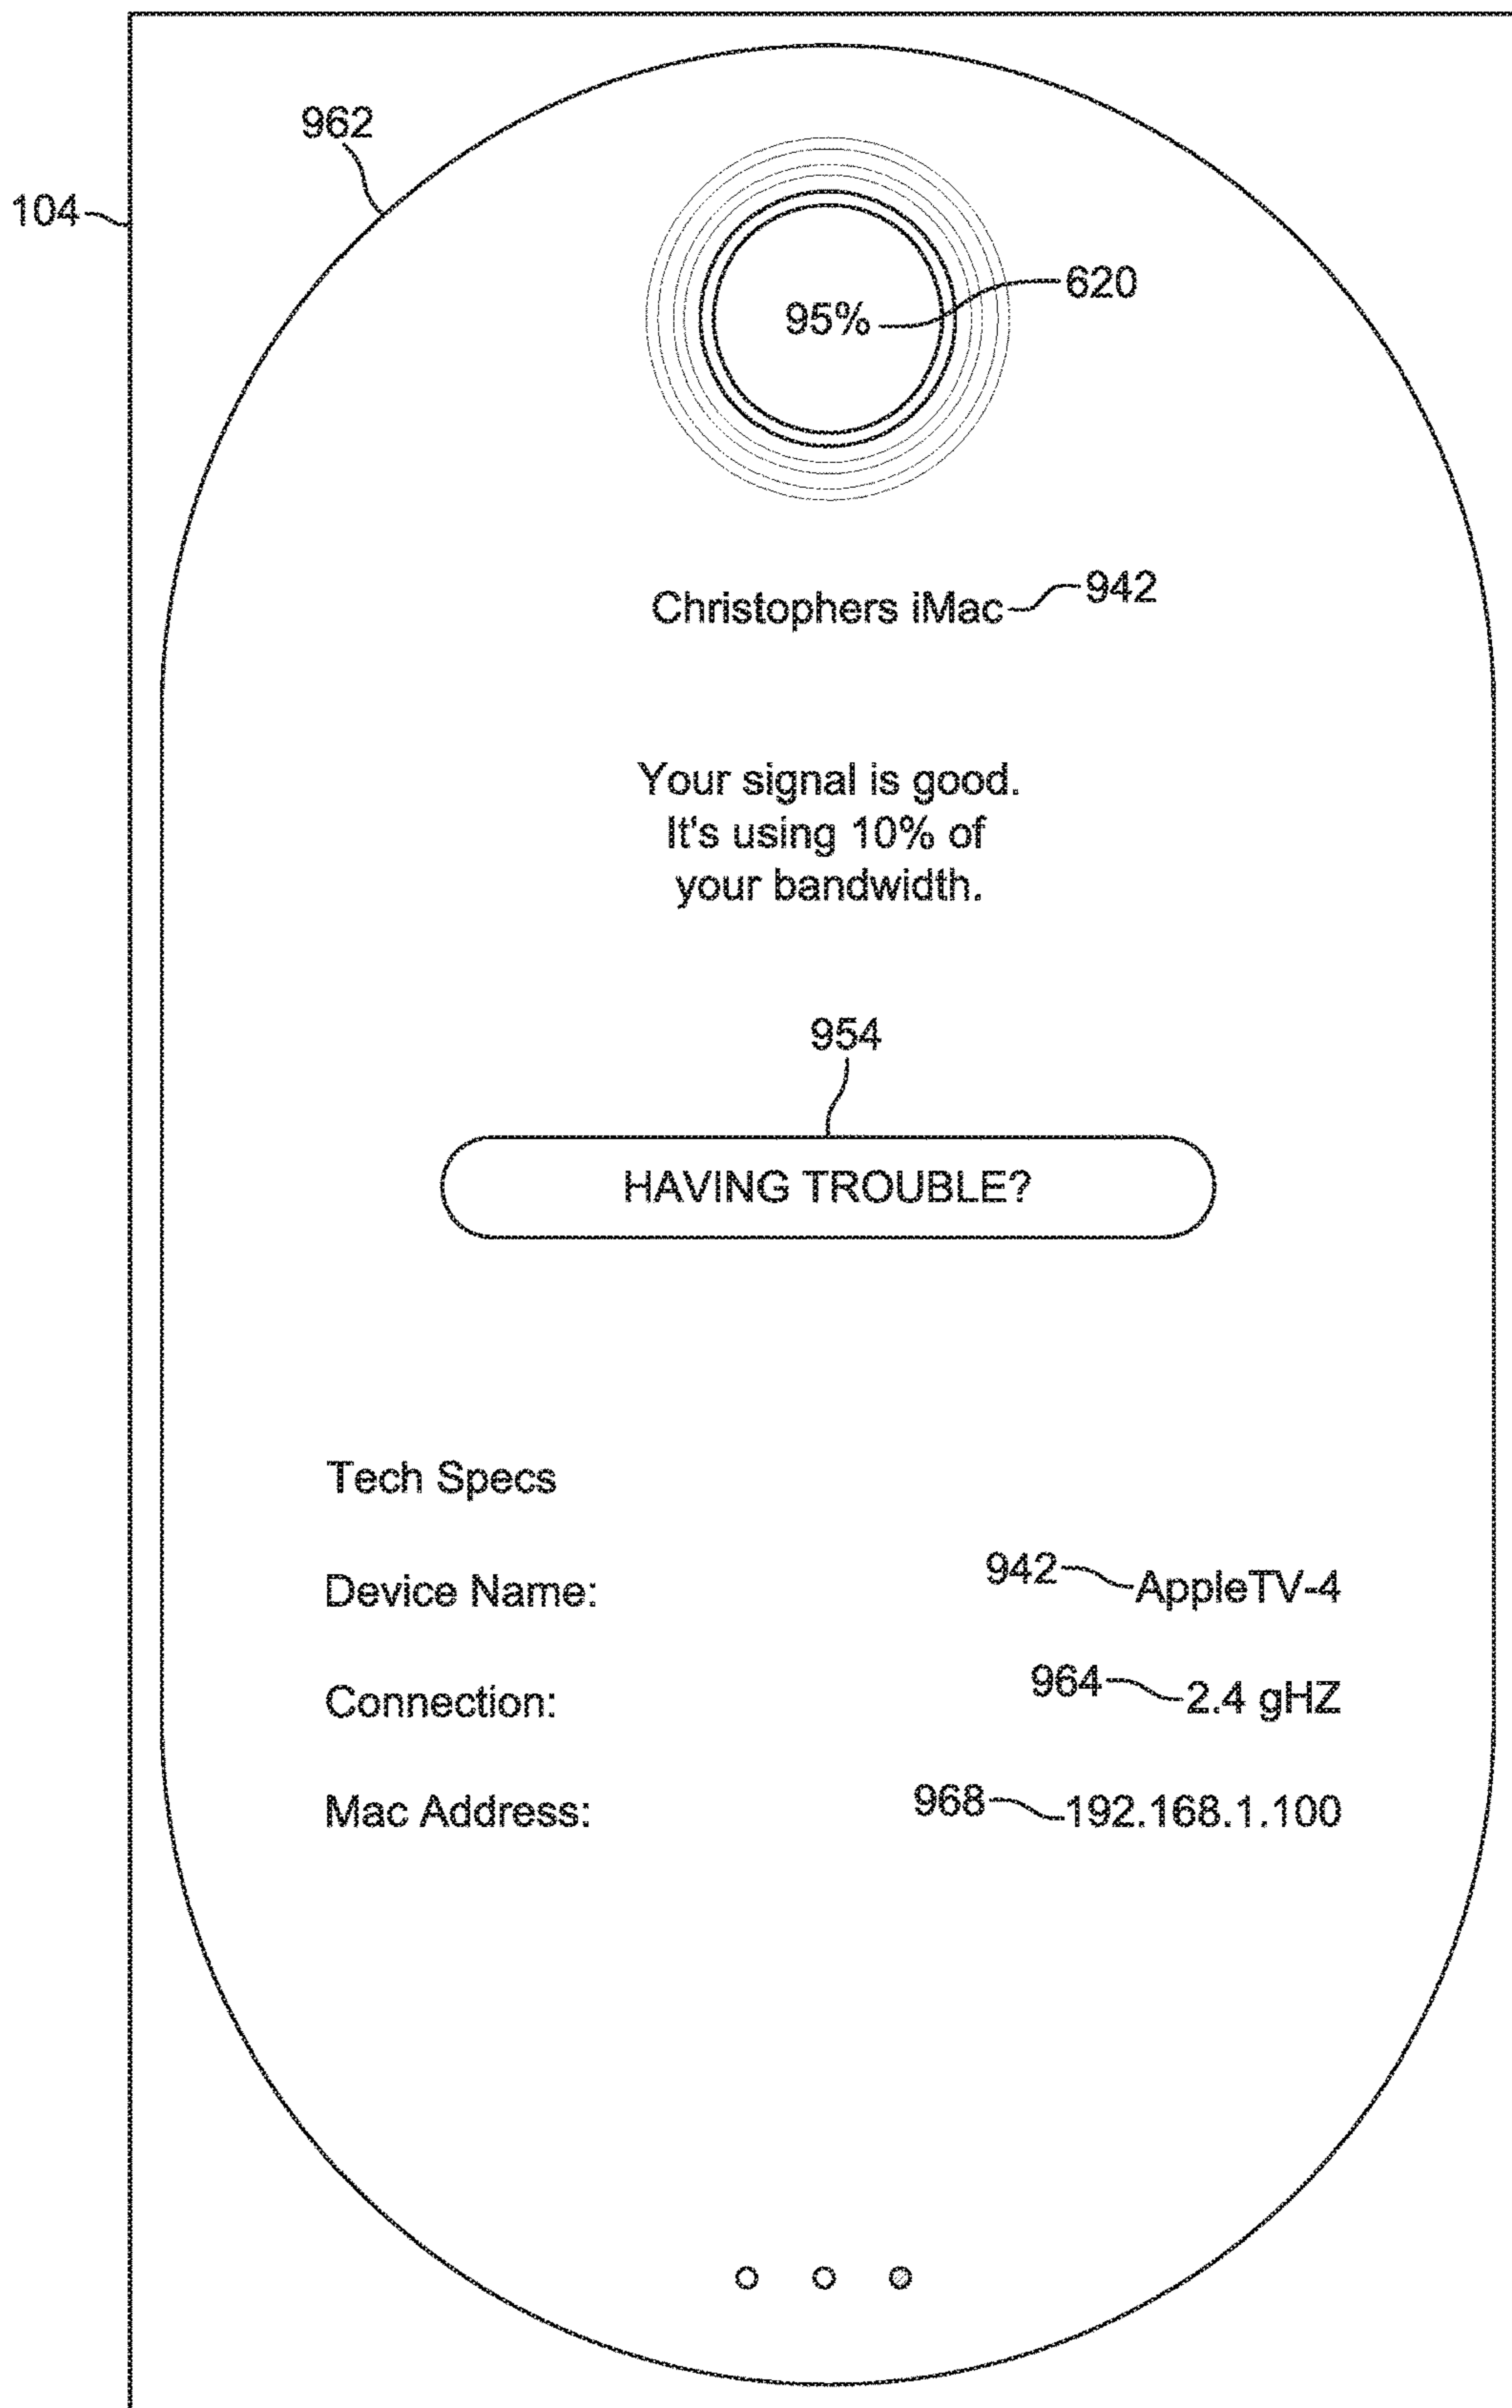 962
104
620
95%
Christophers iMac 942
Your signal is good.
It's using 10% of
your bandwidth.
954
HAVING TROUBLE?
Tech Specs
Device Name: 942 AppleTV-4
Connection: 964 2.4 gHZ
Mac Address: 968 192.168.1.100